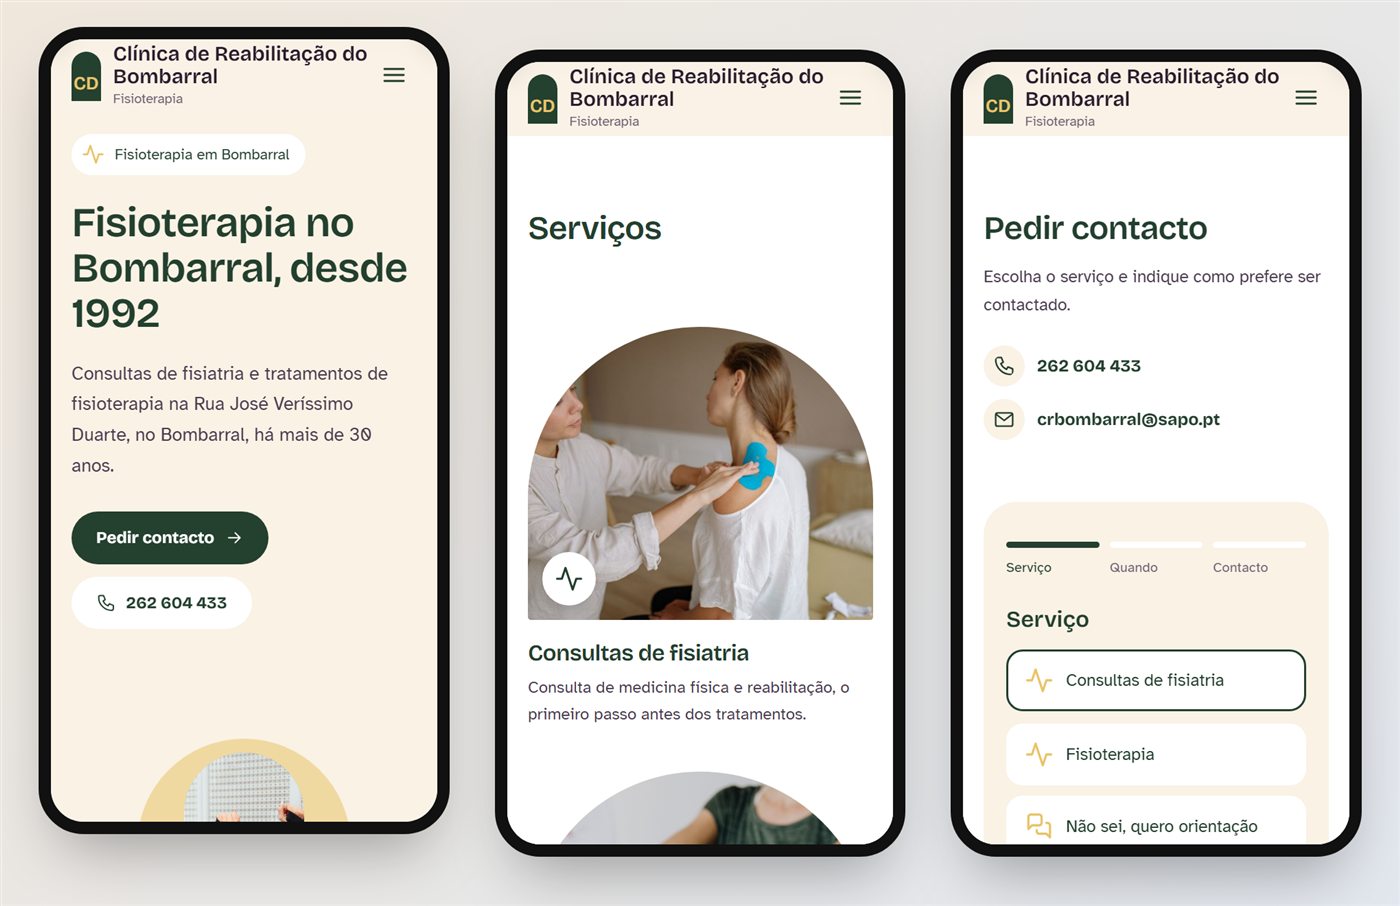 CD
Clínica de Reabilitação do
Bombarral
Fisioterapia
Fisioterapia em Bombarral
Fisioterapia no
Bombarral, desde
1992
Consultas de fisiatria e tratamentos de
fisioterapia na Rua José Veríssimo
Duarte, no Bombarral, há mais de 30
anos.
Pedir contacto
262 604 433
CD
Clínica de Reabilitação do
Bombarral
Fisioterapia
Serviços
Consultas de fisiatria
Consulta de medicina física e reabilitação, o
primeiro passo antes dos tratamentos.
CD
Clínica de Reabilitação do
Bombarral
Fisioterapia
Pedir contacto
Escolha o serviço e indique como prefere ser
contactado.
262 604 433
crbombarral@sapo.pt
Serviço
Quando
Contacto
Serviço
Consultas de fisiatria
Fisioterapia
Não sei, quero orientação